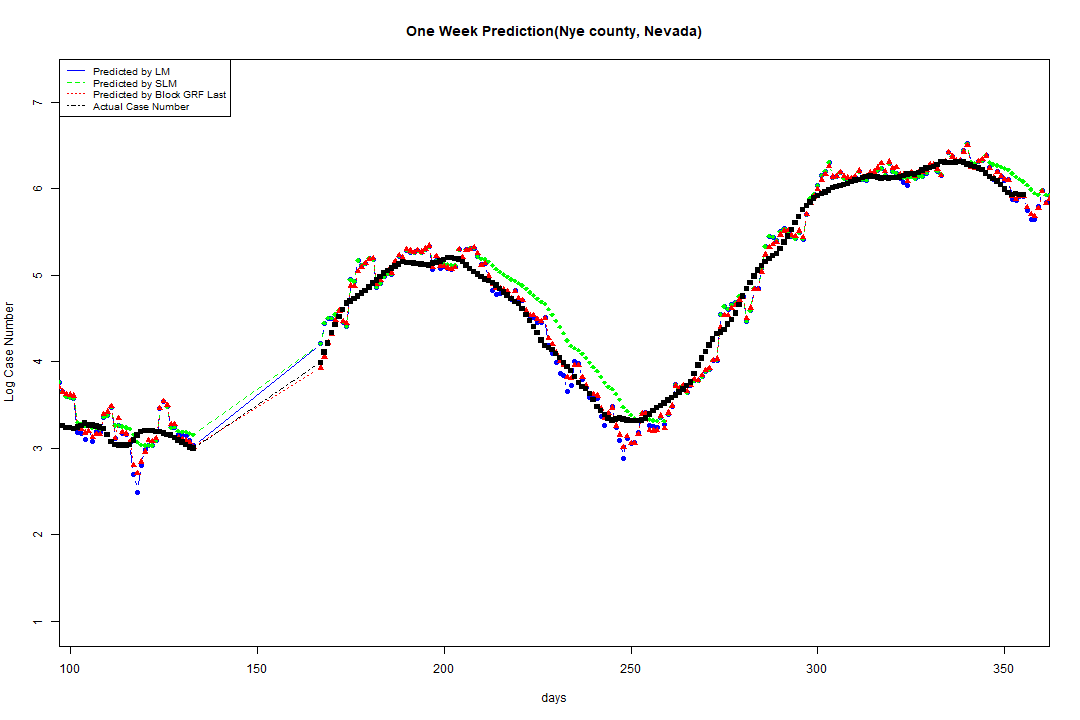 One Week Prediction(Nye county, Nevada)
Predicted by LM
Predicted by SLM
Predicted by Block GRF Last
Actual Case Number
Log Case Number
7
6
5
4
3
2
1
100 150 200 250 300 350
days